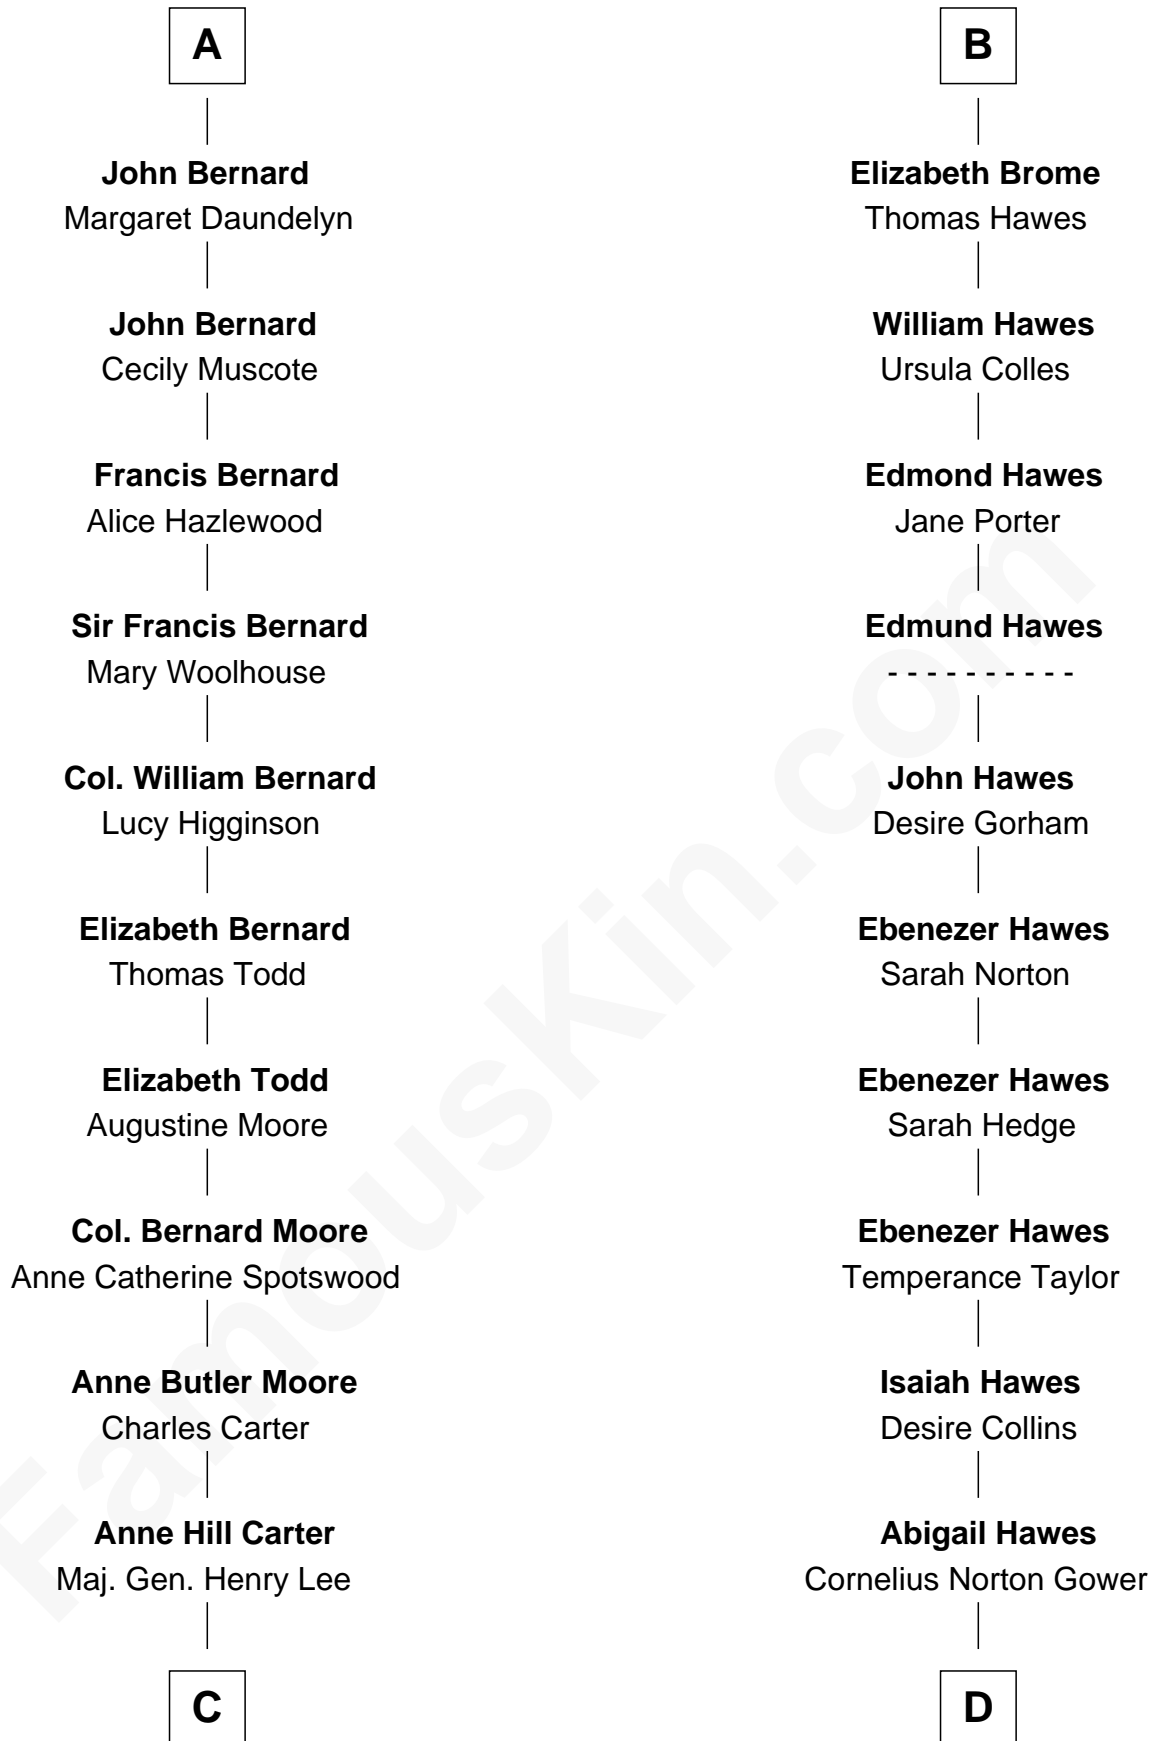 A
John Bernard
Margaret Daundelyn
John Bernard
Cecily Muscote
Francis Bernard
Alice Hazlewood
Sir Francis Bernard
Mary Woolhouse
Col. William Bernard
Lucy Higginson
Elizabeth Bernard
Thomas Todd
Elizabeth Todd
Augustine Moore
Col. Bernard Moore
Anne Catherine Spotswood
Anne Butler Moore
Charles Carter
Anne Hill Carter
Maj. Gen. Henry Lee
C
B
Elizabeth Brome
Thomas Hawes
William Hawes
Ursula Colles
Edmond Hawes
Jane Porter
Edmund Hawes
- - - - - - - - - -
John Hawes
Desire Gorham
Ebenezer Hawes
Sarah Norton
Ebenezer Hawes
Sarah Hedge
Ebenezer Hawes
Temperance Taylor
Isaiah Hawes
Desire Collins
Abigail Hawes
Cornelius Norton Gower
D
FamousKin.com